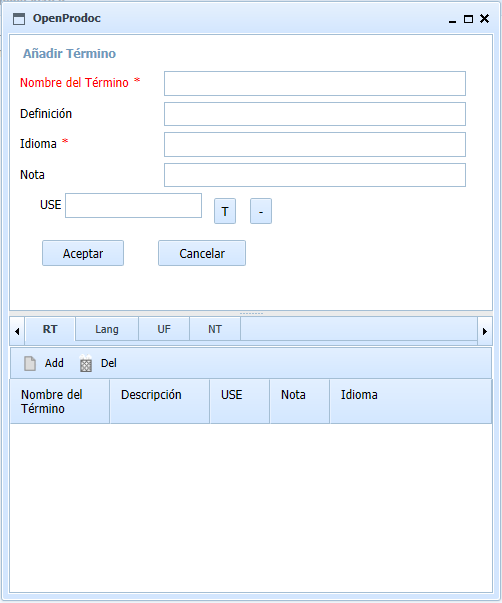 OpenProdoc
Añadir Término
Nombre del Término *
Definición
Idioma *
Nota
USE T -
Aceptar Cancelar
RT Lang UF NT
Add Del
Nombre del Término Descripción USE Nota Idioma